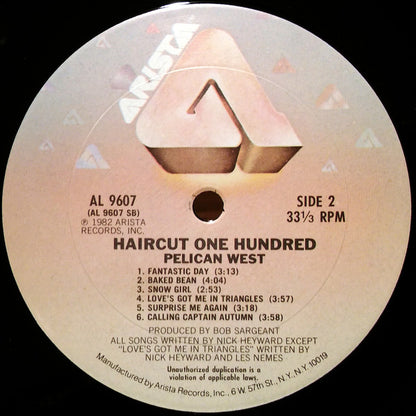 ARISTA
AL 9607
(AL 9607 SB)
℗ 1982 ARISTA
RECORDS, INC.
SIDE 2
33⅓ RPM
HAIRCUT ONE HUNDRED
PELICAN WEST
1. FANTASTIC DAY (3:13)
2. BAKED BEAN (4:04)
3. SNOW GIRL (2:53)
4. LOVE'S GOT ME IN TRIANGLES (3:57)
5. SURPRISE ME AGAIN (3:18)
6. CALLING CAPTAIN AUTUMN (3:58)
PRODUCED BY BOB SARGEANT
ALL SONGS WRITTEN BY NICK HEYWARD EXCEPT
"LOVE'S GOT ME IN TRIANGLES" WRITTEN BY
NICK HEYWARD AND LES NEMES
Unauthorized duplication is a
violation of applicable laws.
Manufactured by Arista Records, Inc., 6 W. 57th St., N.Y., N.Y. 10019